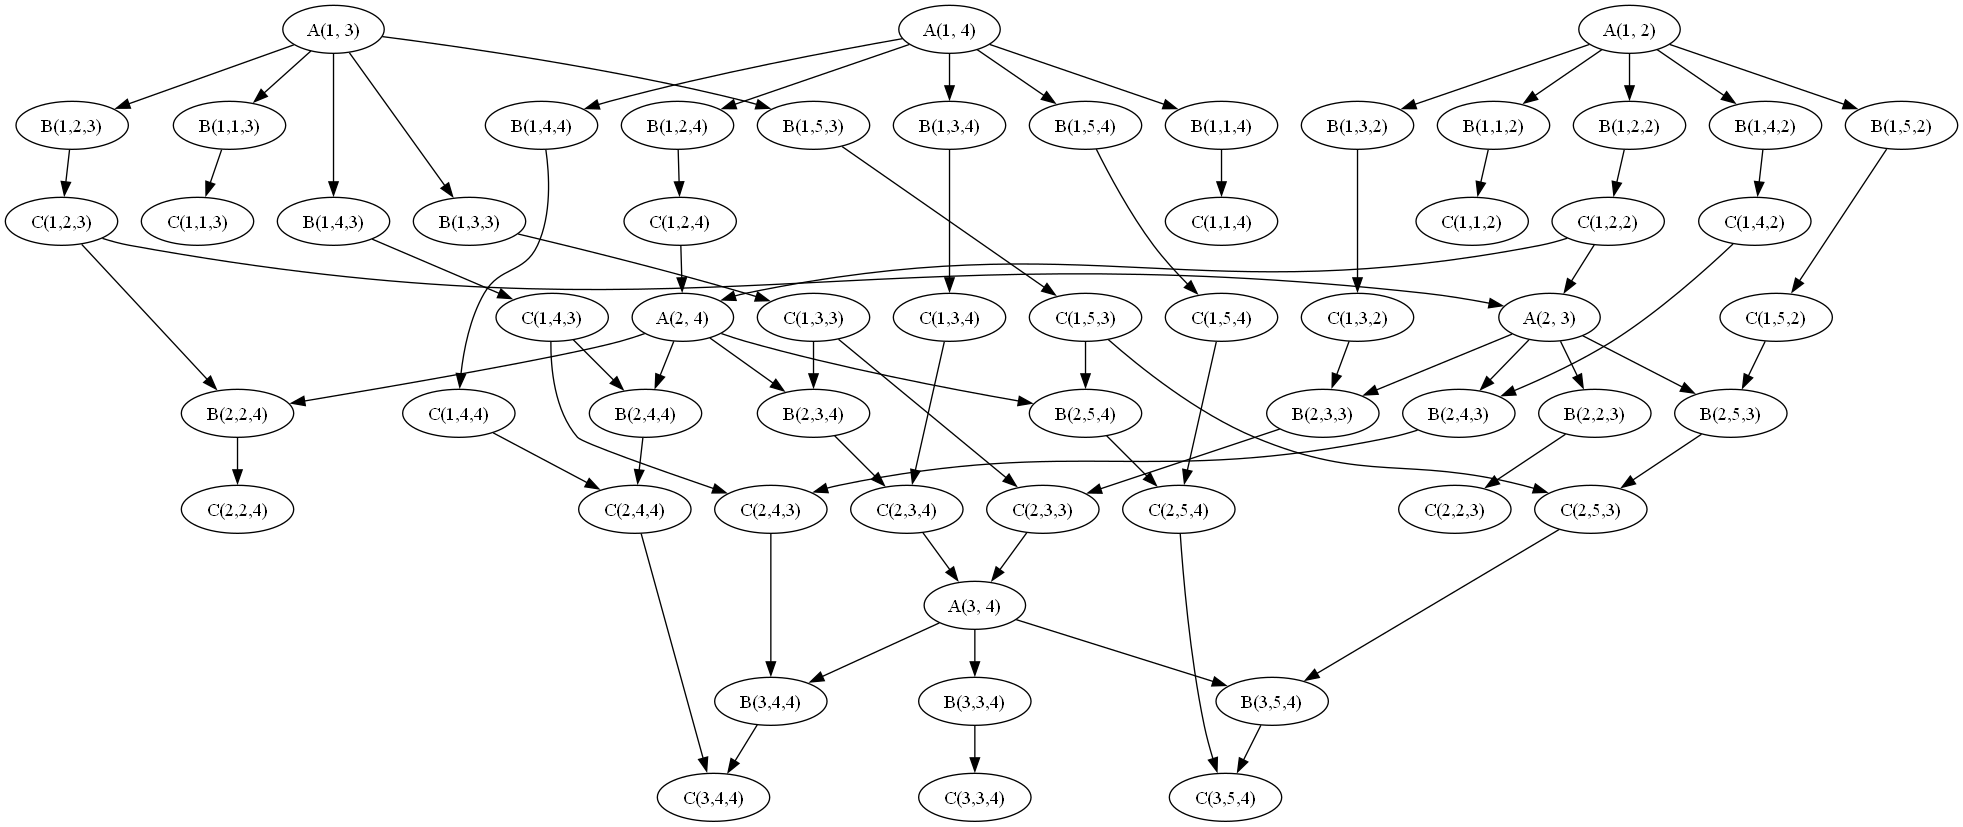 A(1, 3)
A(1, 4)
A(1, 2)
B(1,2,3)
B(1,1,3)
B(1,4,4)
B(1,2,4)
B(1,5,3)
B(1,3,4)
B(1,5,4)
B(1,1,4)
B(1,3,2)
B(1,1,2)
B(1,2,2)
B(1,4,2)
B(1,5,2)
C(1,2,3)
C(1,1,3)
B(1,4,3)
B(1,3,3)
C(1,2,4)
C(1,1,4)
C(1,1,2)
C(1,2,2)
C(1,4,2)
C(1,4,3)
A(2, 4)
C(1,3,3)
C(1,3,4)
C(1,5,3)
C(1,5,4)
C(1,3,2)
A(2, 3)
C(1,5,2)
B(2,2,4)
C(1,4,4)
B(2,4,4)
B(2,3,4)
B(2,5,4)
B(2,3,3)
B(2,4,3)
B(2,2,3)
B(2,5,3)
C(2,2,4)
C(2,4,4)
C(2,4,3)
C(2,3,4)
C(2,3,3)
C(2,5,4)
C(2,2,3)
C(2,5,3)
A(3, 4)
B(3,4,4)
B(3,3,4)
B(3,5,4)
C(3,4,4)
C(3,3,4)
C(3,5,4)